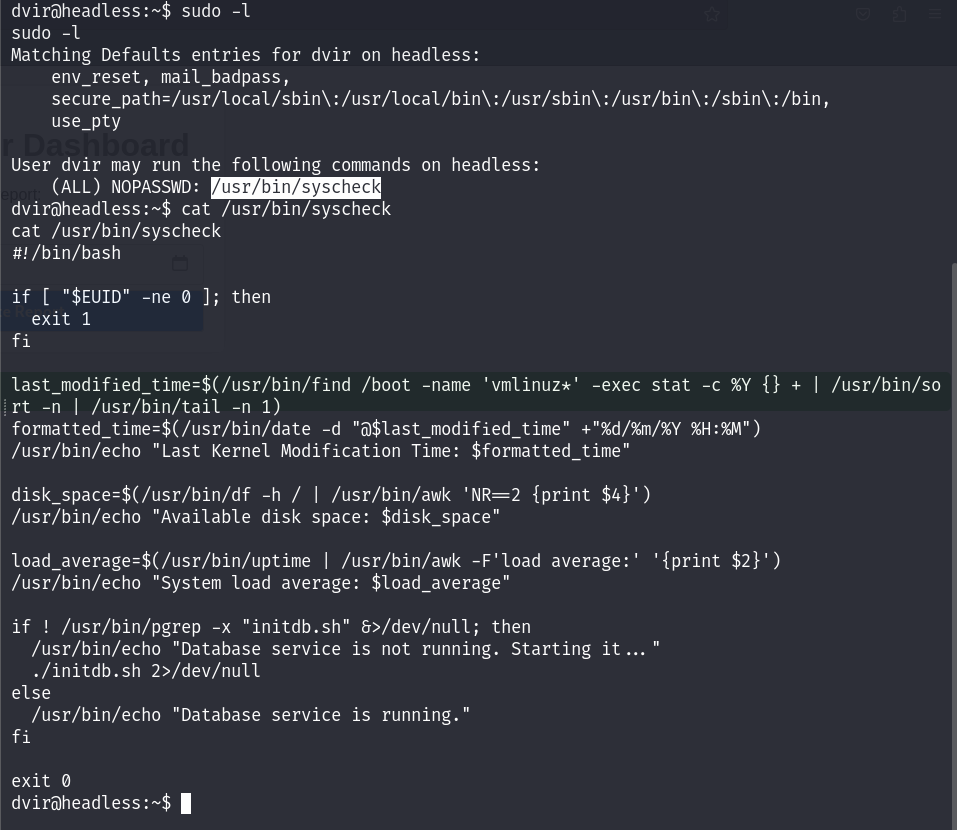 dvir@headless:~$ sudo -l
sudo -l
Matching Defaults entries for dvir on headless:
    env_reset, mail_badpass,
    secure_path=/usr/local/sbin\:/usr/local/bin\:/usr/sbin\:/usr/bin\:/sbin\:/bin,
    use_pty
r Dashboard
User dvir may run the following commands on headless:
    (ALL) NOPASSWD: /usr/bin/syscheck
dvir@headless:~$ cat /usr/bin/syscheck
cat /usr/bin/syscheck
#!/bin/bash

if [ "$EUID" -ne 0 ]; then
  exit 1
fi

last_modified_time=$(/usr/bin/find /boot -name 'vmlinuz*' -exec stat -c %Y {} + | /usr/bin/so
rt -n | /usr/bin/tail -n 1)
formatted_time=$(/usr/bin/date -d "@$last_modified_time" +"%d/%m/%Y %H:%M")
/usr/bin/echo "Last Kernel Modification Time: $formatted_time"

disk_space=$(/usr/bin/df -h / | /usr/bin/awk 'NR==2 {print $4}')
/usr/bin/echo "Available disk space: $disk_space"

load_average=$(/usr/bin/uptime | /usr/bin/awk -F'load average:' '{print $2}')
/usr/bin/echo "System load average: $load_average"

if ! /usr/bin/pgrep -x "initdb.sh" &>/dev/null; then
  /usr/bin/echo "Database service is not running. Starting it..."
  ./initdb.sh 2>/dev/null
else
  /usr/bin/echo "Database service is running."
fi

exit 0
dvir@headless:~$